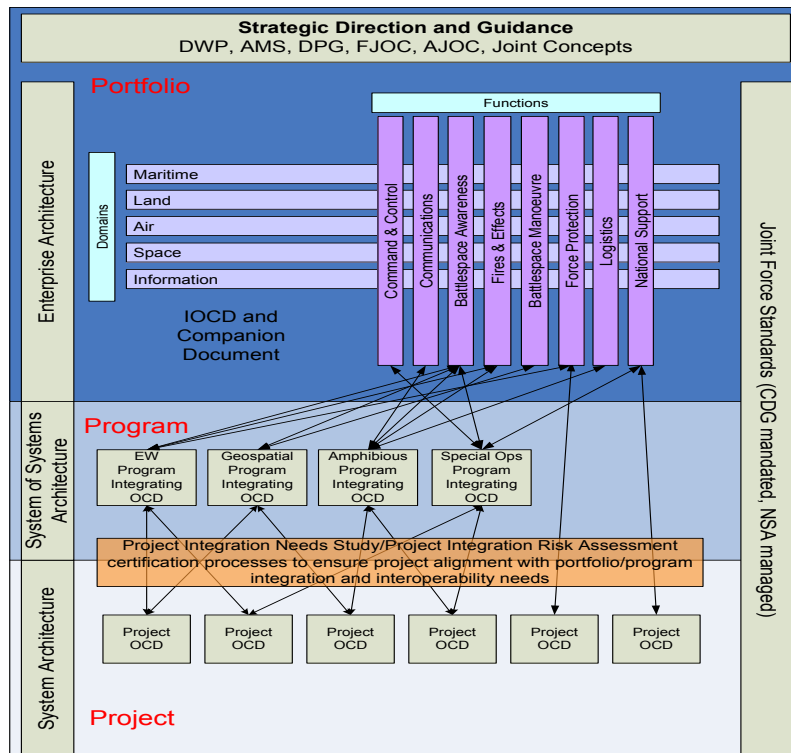 Strategic Direction and Guidance
DWP, AMS, DPG, FJOC, AJOC, Joint Concepts
Portfolio
Functions
Enterprise Architecture
Domains
Maritime
Land
Air
Space
Information
Command & Control
Communications
Battlespace Awareness
Fires & Effects
Battlespace Manoeuvre
Force Protection
Logistics
National Support
IOCD and
Companion
Document
Joint Force Standards (CDG mandated, NSA managed)
Program
System of Systems
Architecture
EW
Program
Integrating
OCD
Geospatial
Program
Integrating
OCD
Amphibious
Program
Integrating
OCD
Special Ops
Program
Integrating
OCD
Project Integration Needs Study/Project Integration Risk Assessment
certification processes to ensure project alignment with portfolio/program
integration and interoperability needs
System Architecture
Project
OCD
Project
OCD
Project
OCD
Project
OCD
Project
OCD
Project
OCD
Project